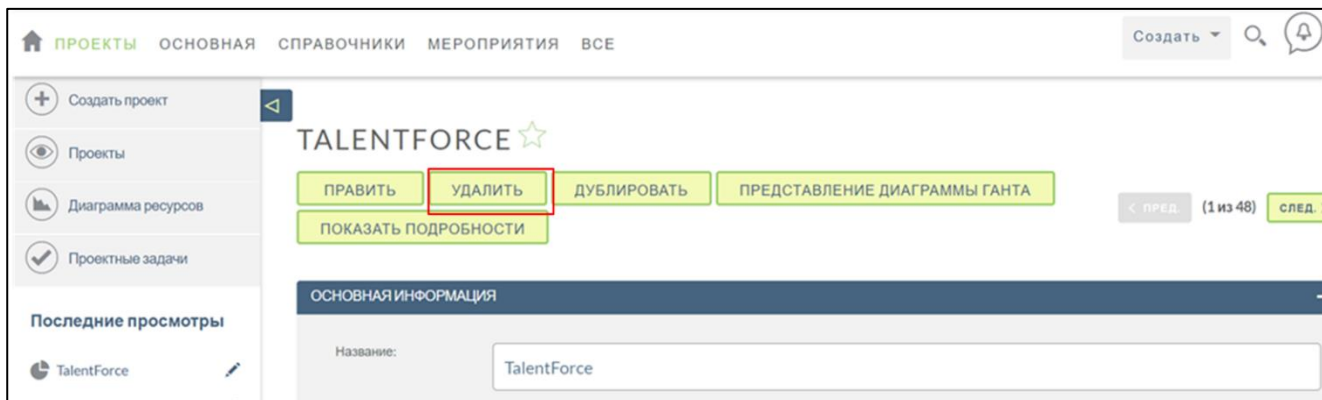 ПРОЕКТЫ ОСНОВНАЯ СПРАВОЧНИКИ МЕРОПРИЯТИЯ ВСЕ Создать
Создать проект
Проекты
Диаграмма ресурсов
Проектные задачи
Последние просмотры
TalentForce
TALENTFORCE
ПРАВИТЬ УДАЛИТЬ ДУБЛИРОВАТЬ ПРЕДСТАВЛЕНИЕ ДИАГРАММЫ ГАНТА
ПОКАЗАТЬ ПОДРОБНОСТИ
< ПРЕД. (1 из 48) СЛЕД.
ОСНОВНАЯ ИНФОРМАЦИЯ
Название: TalentForce